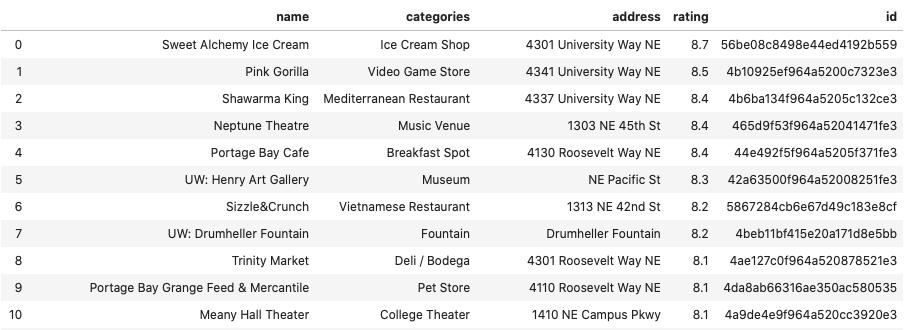 name categories address rating id
0 Sweet Alchemy Ice Cream Ice Cream Shop 4301 University Way NE 8.7 56be08c8498e44ed4192b559
1 Pink Gorilla Video Game Store 4341 University Way NE 8.5 4b10925ef964a5200c7323e3
2 Shawarma King Mediterranean Restaurant 4337 University Way NE 8.4 4b6ba134f964a5205c132ce3
3 Neptune Theatre Music Venue 1303 NE 45th St 8.4 465d9f53f964a52041471fe3
4 Portage Bay Cafe Breakfast Spot 4130 Roosevelt Way NE 8.4 44e492f5f964a5205f371fe3
5 UW: Henry Art Gallery Museum NE Pacific St 8.3 42a63500f964a52008251fe3
6 Sizzle&Crunch Vietnamese Restaurant 1313 NE 42nd St 8.2 5867284cb6e67d49c183e8cf
7 UW: Drumheller Fountain Fountain Drumheller Fountain 8.2 4beb11bf415e20a171d8e5bb
8 Trinity Market Deli / Bodega 4301 Roosevelt Way NE 8.1 4ae127c0f964a520878521e3
9 Portage Bay Grange Feed & Mercantile Pet Store 4110 Roosevelt Way NE 8.1 4da8ab66316ae350ac580535
10 Meany Hall Theater College Theater 1410 NE Campus Pkwy 8.1 4a9de4e9f964a520cc3920e3